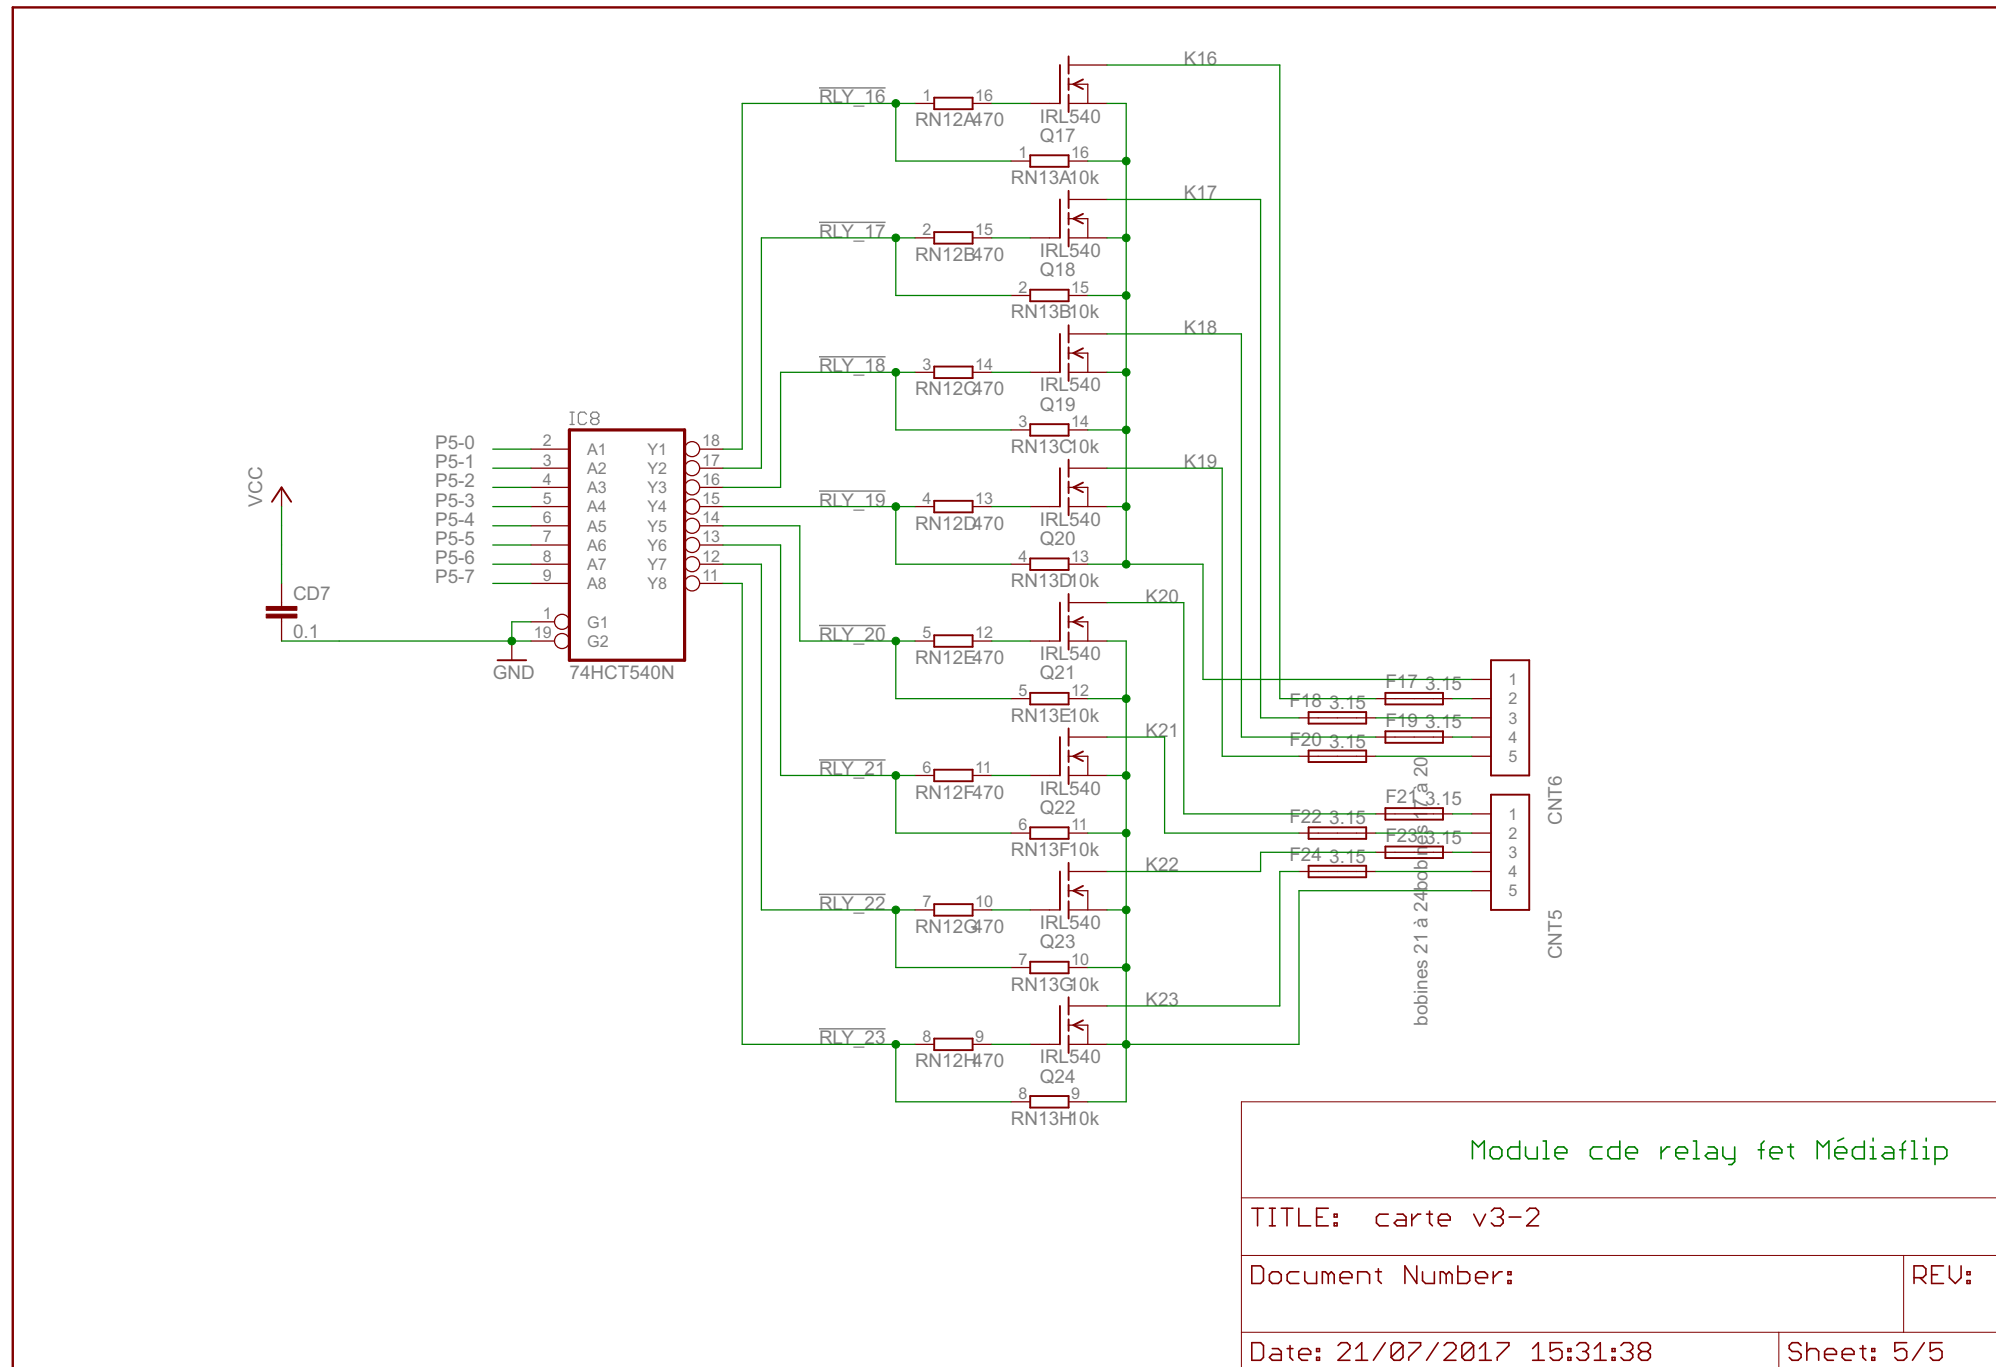 K16
RLY_16
1
16
RN12A
470
IRL540
Q17
1
16
RN13A
10k
K17
RLY_17
2
15
RN12B
470
IRL540
Q18
2
15
RN13B
10k
K18
RLY_18
3
14
RN12C
470
IRL540
Q19
3
14
RN13C
10k
K19
RLY_19
4
13
RN12D
470
IRL540
Q20
4
13
RN13D
10k
K20
RLY_20
5
12
RN12E
470
IRL540
Q21
5
12
RN13E
10k
K21
RLY_21
6
11
RN12F
470
IRL540
Q22
6
11
RN13F
10k
K22
RLY_22
7
10
RN12G
470
IRL540
Q23
7
10
RN13G
10k
K23
RLY_23
8
9
RN12H
470
IRL540
Q24
8
9
RN13H
10k
IC8
P5-0 2 A1 Y1 18
P5-1 3 A2 Y2 17
P5-2 4 A3 Y3 16
P5-3 5 A4 Y4 15
P5-4 6 A5 Y5 14
P5-5 7 A6 Y6 13
P5-6 8 A7 Y7 12
P5-7 9 A8 Y8 11
1 G1
19 G2
74HCT540N
VCC
CD7
0.1
GND
F17 3.15
F18 3.15
F19 3.15
F20 3.15
1
2
3
4
5
CNT6
bobines 17 à 20
F21 3.15
F22 3.15
F23 3.15
F24 3.15
1
2
3
4
5
CNT5
bobines 21 à 24
Module cde relay fet Médiaflip
TITLE: carte v3-2
Document Number:
REV:
Date: 21/07/2017 15:31:38
Sheet: 5/5